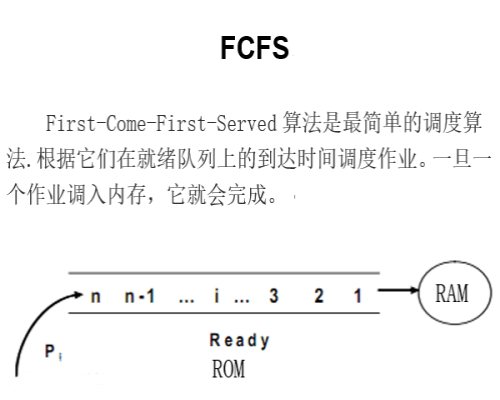 FCFS
First-Come-First-Served 算法是最简单的调度算
法.根据它们在就绪队列上的到达时间调度作业。一旦一
个作业调入内存，它就会完成。
n n-1 ... i ... 3 2 1
RAM
Ready
Pi
ROM